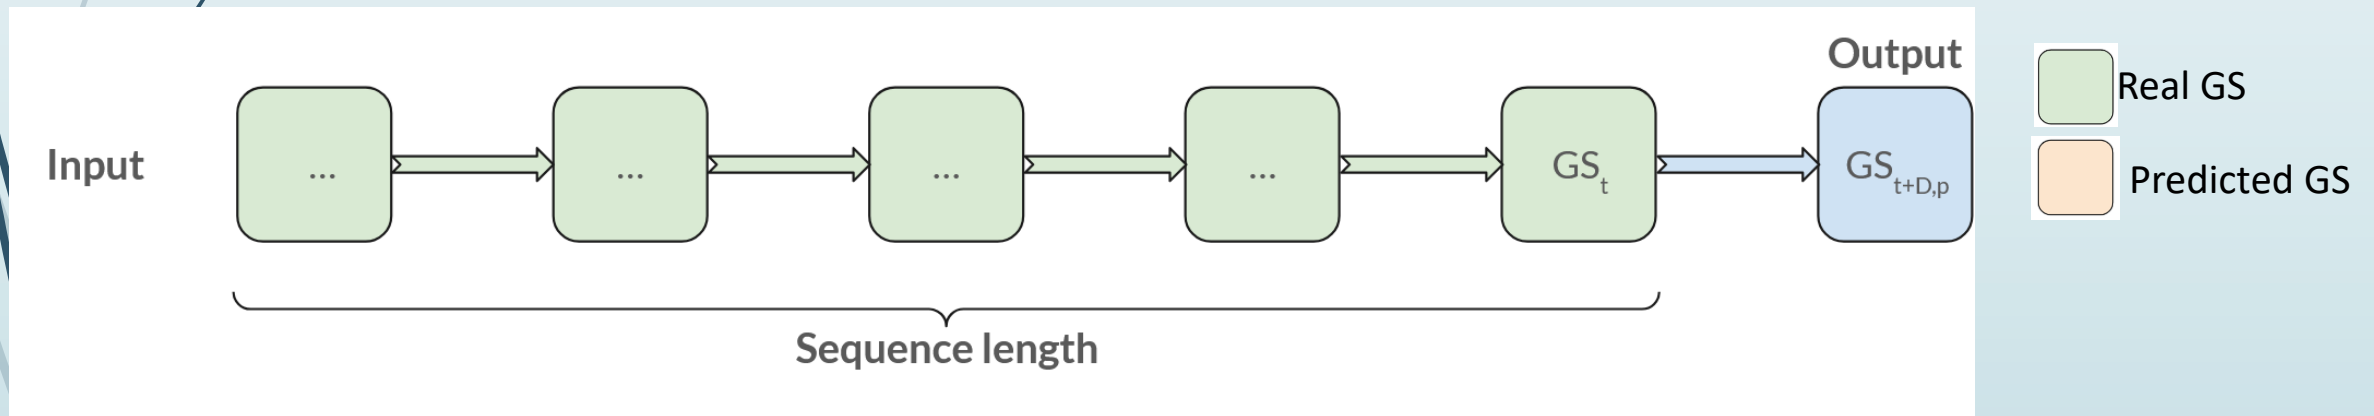 Output
Input
...
...
...
...
GSt
GSt+D,p
Sequence length
Real GS
Predicted GS